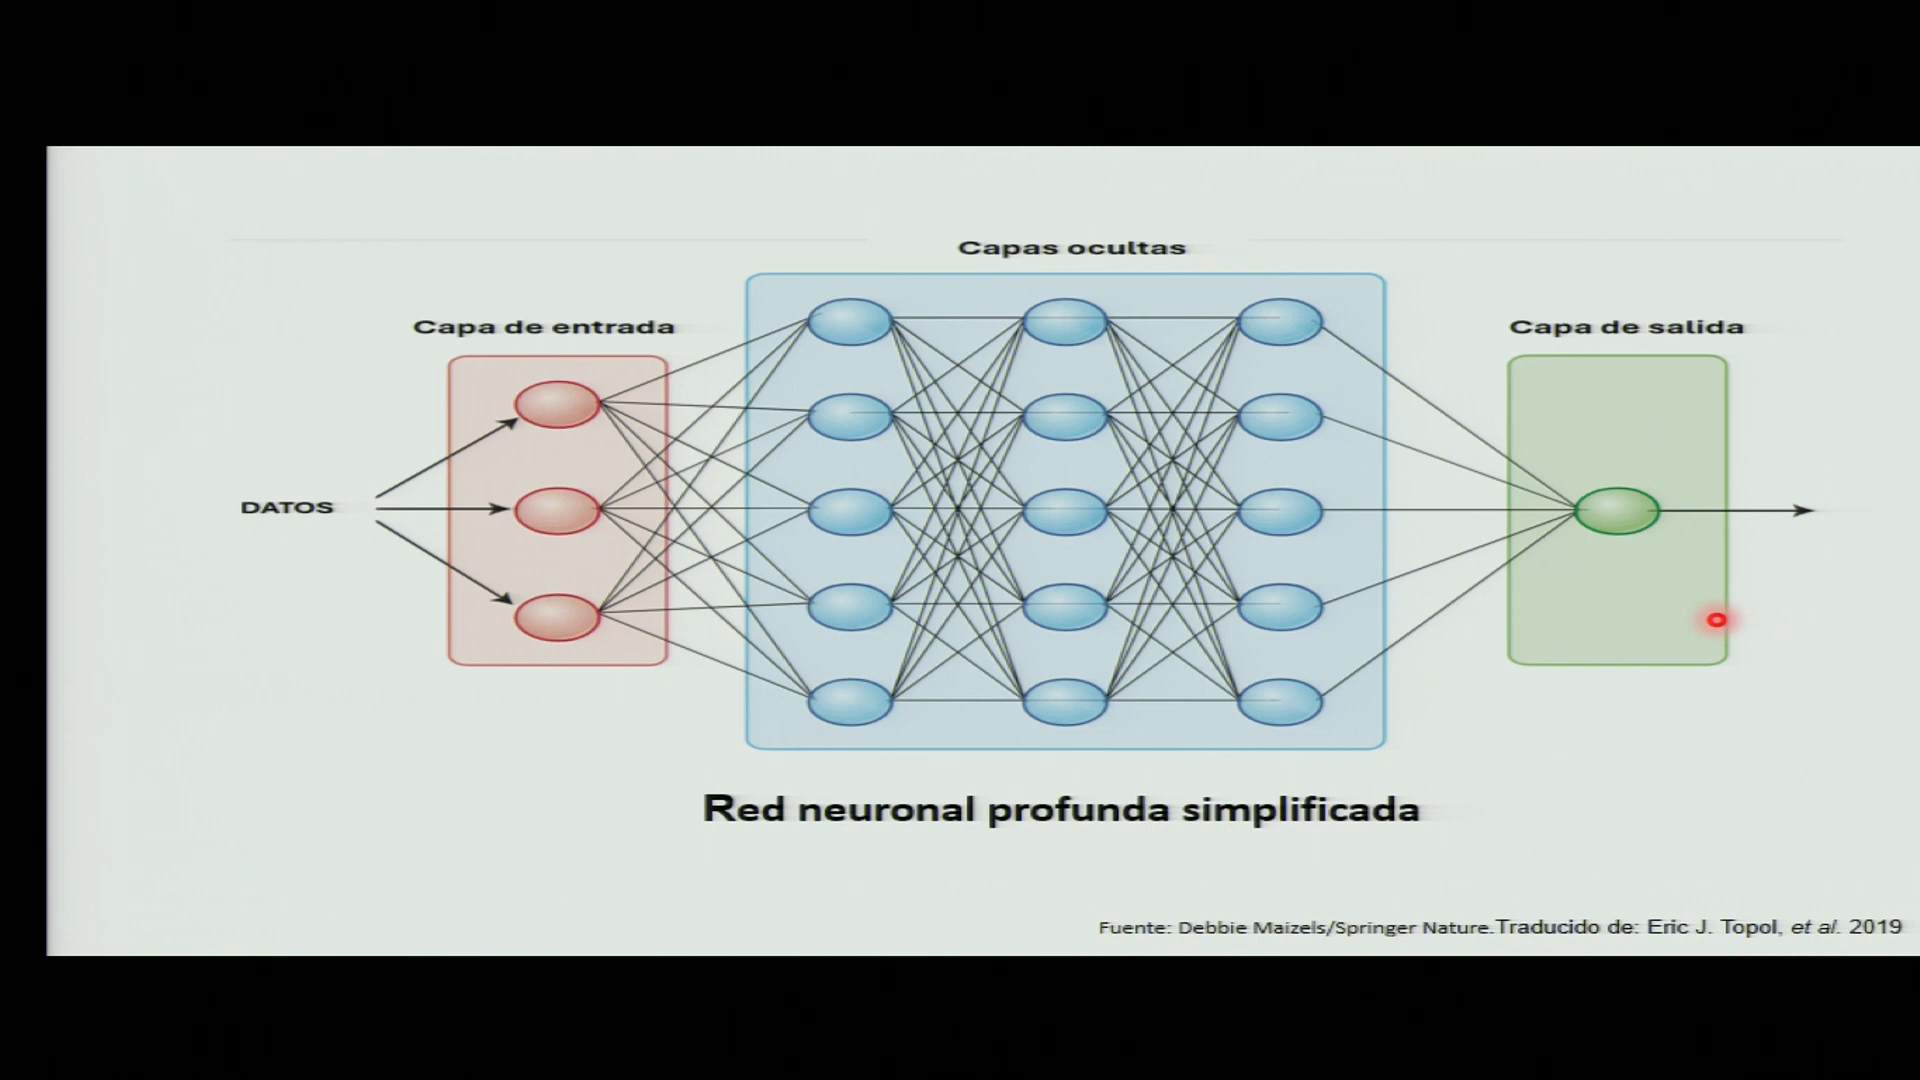 Capas ocultas
Capa de entrada
Capa de salida
DATOS
Red neuronal profunda simplificada
Fuente: Debbie Maizels/Springer Nature.Traducido de: Eric J. Topol, et al. 2019